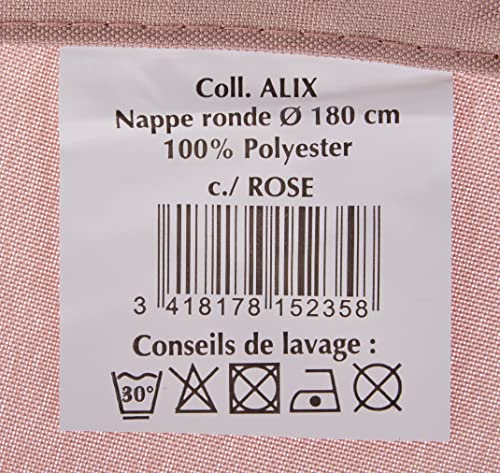 Coll. ALIX
Nappe ronde Ø 180 cm
100% Polyester
c./ ROSE
3 418178 152358
Conseils de lavage :
30°